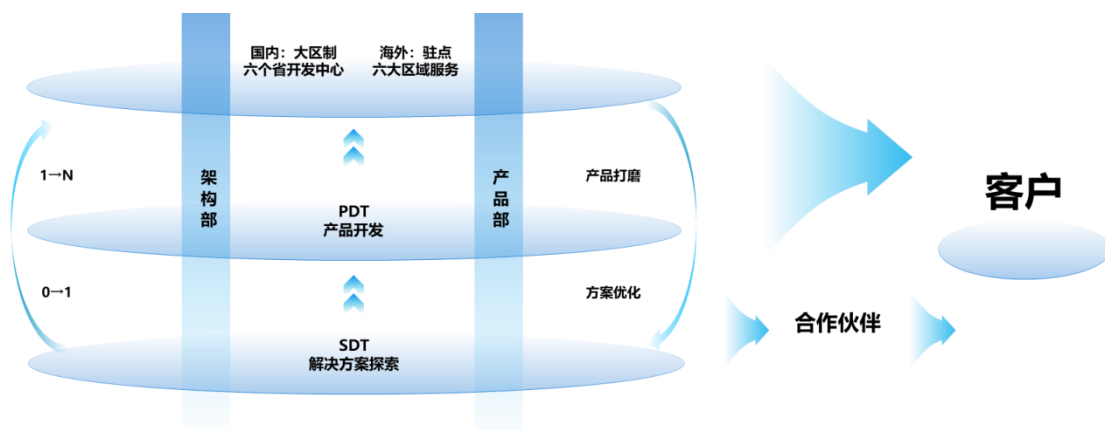 国内：大区制
六个省开发中心
海外：驻点
六大区域服务
1→N
架构部
产品部
产品打磨
PDT
产品开发
客户
0→1
方案优化
合作伙伴
SDT
解决方案探索